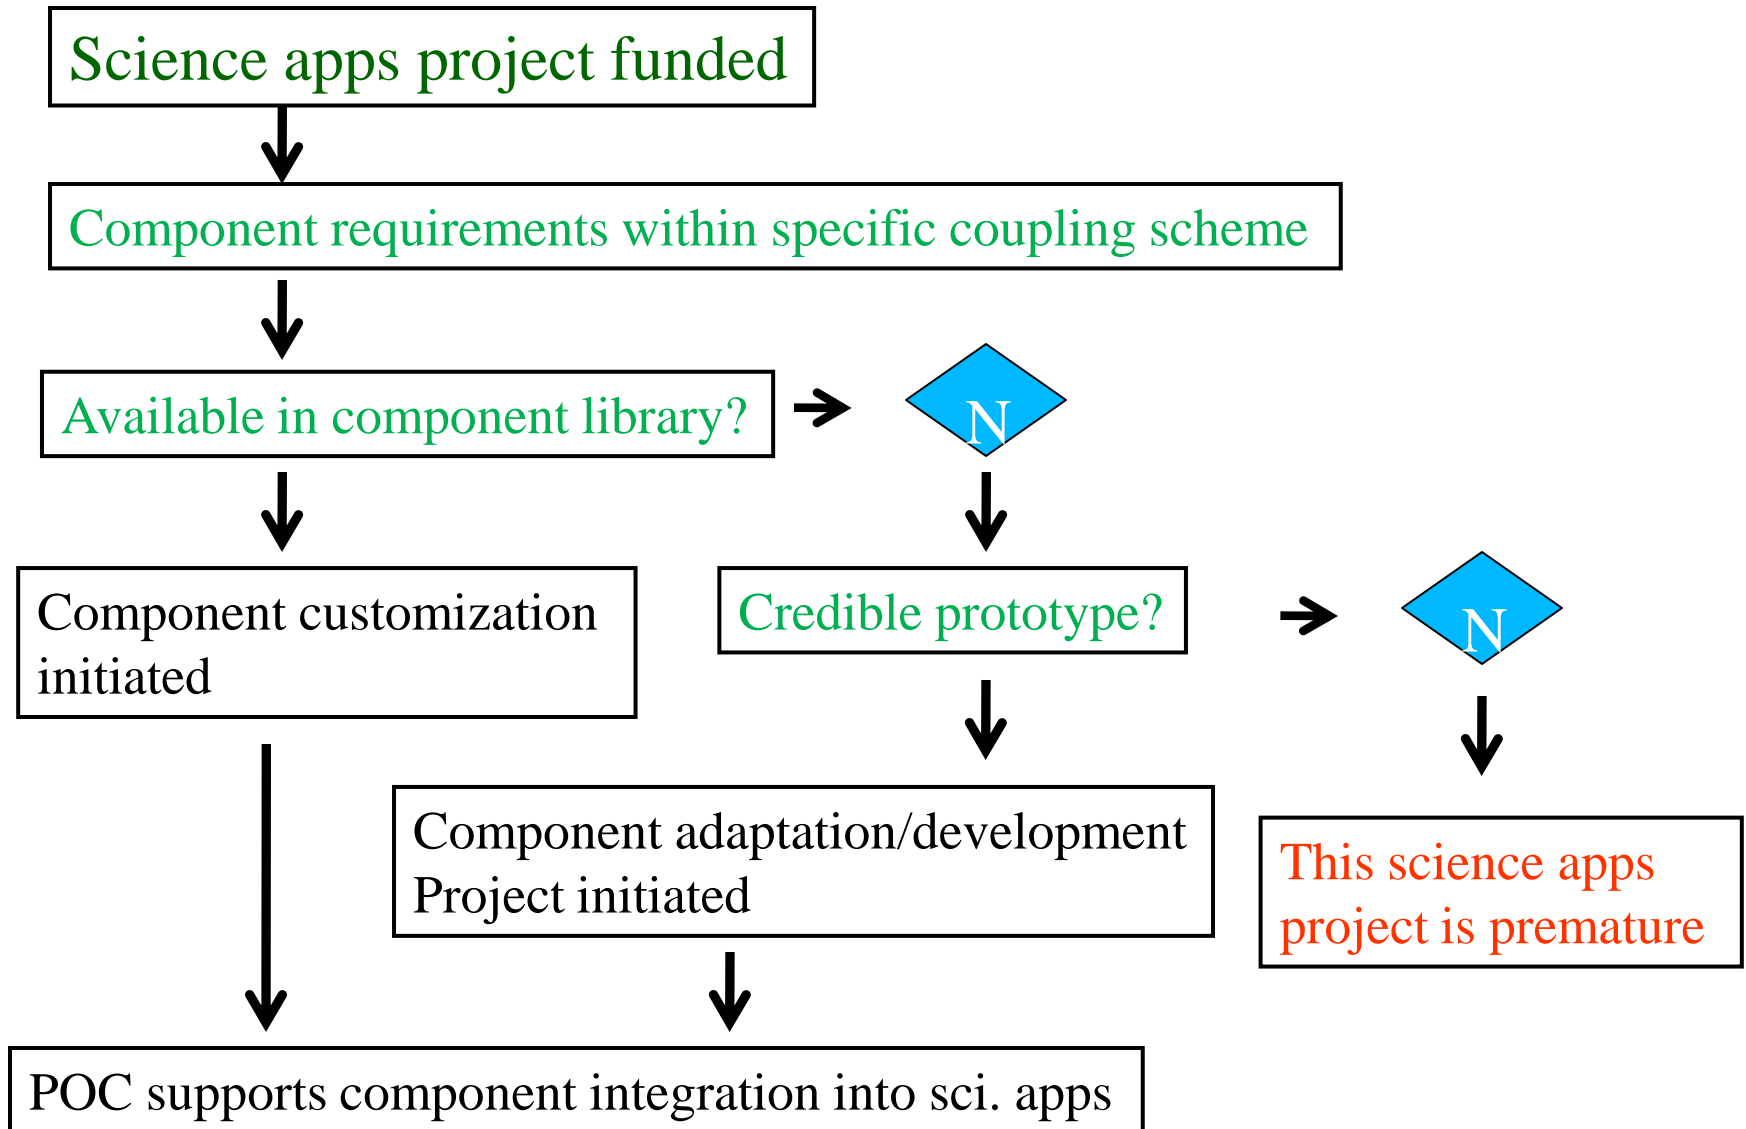 Science apps project funded
Component requirements within specific coupling scheme
Available in component library?
N
Component customization
initiated
Credible prototype?
N
Component adaptation/development
Project initiated
This science apps
project is premature
POC supports component integration into sci. apps